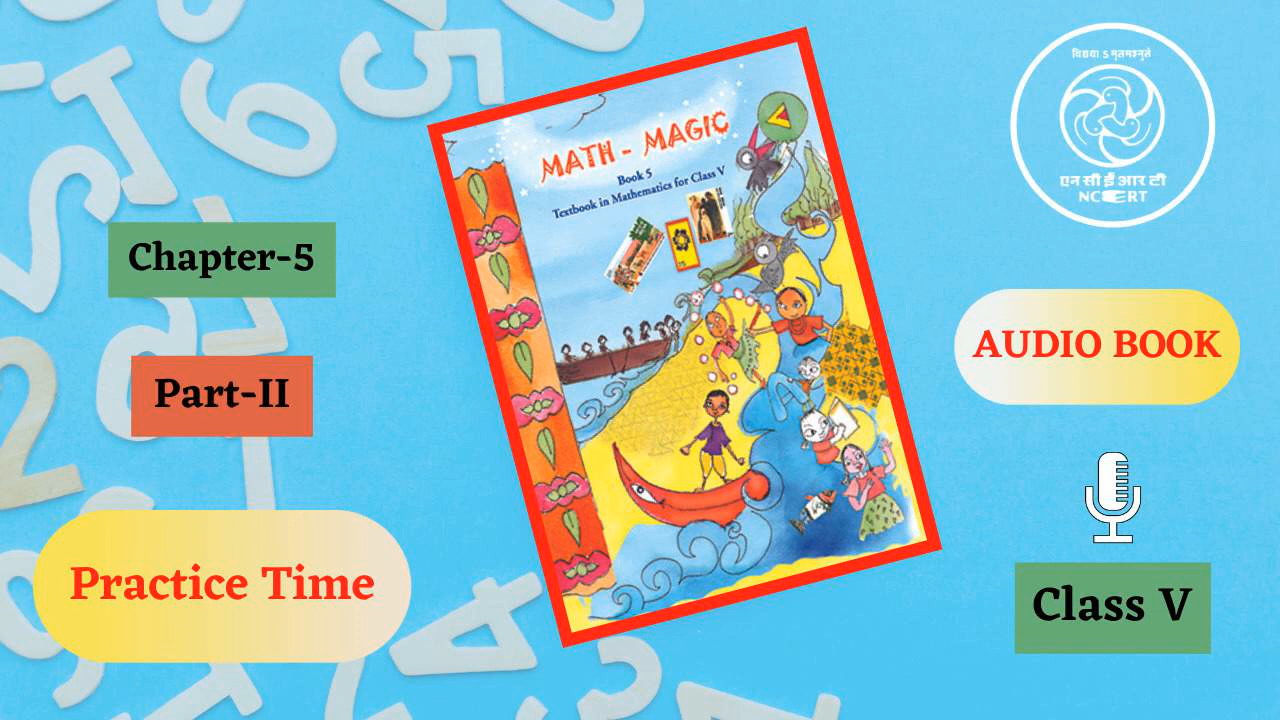 Chapter-5
Part-II
Practice Time
MATH - MAGIC
Book 5
Textbook in Mathematics for Class V
विद्यया ऽ मृतमश्नुते
एन सी ई आर टी
NCERT
AUDIO BOOK
Class V